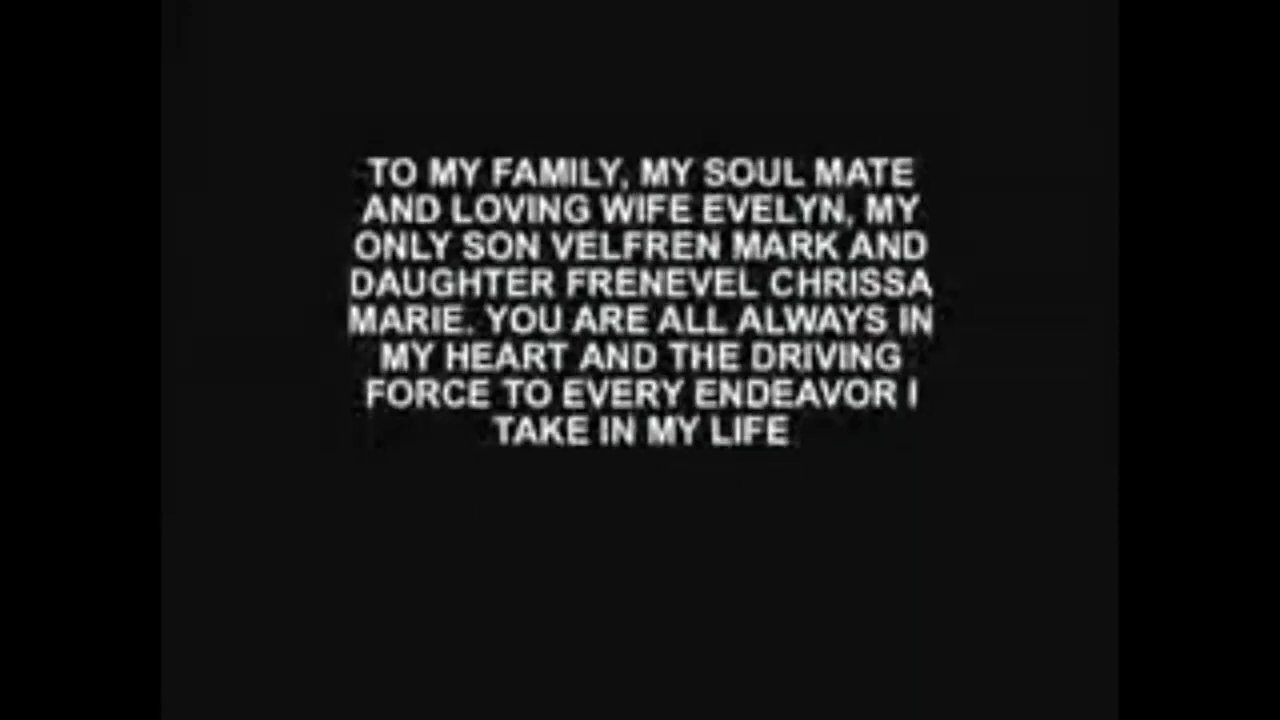 TO MY FAMILY, MY SOUL MATE
AND LOVING WIFE EVELYN, MY
ONLY SON VELFREN MARK AND
DAUGHTER FRENEVEL CHRISSA
MARIE. YOU ARE ALL ALWAYS IN
MY HEART AND THE DRIVING
FORCE TO EVERY ENDEAVOR I
TAKE IN MY LIFE